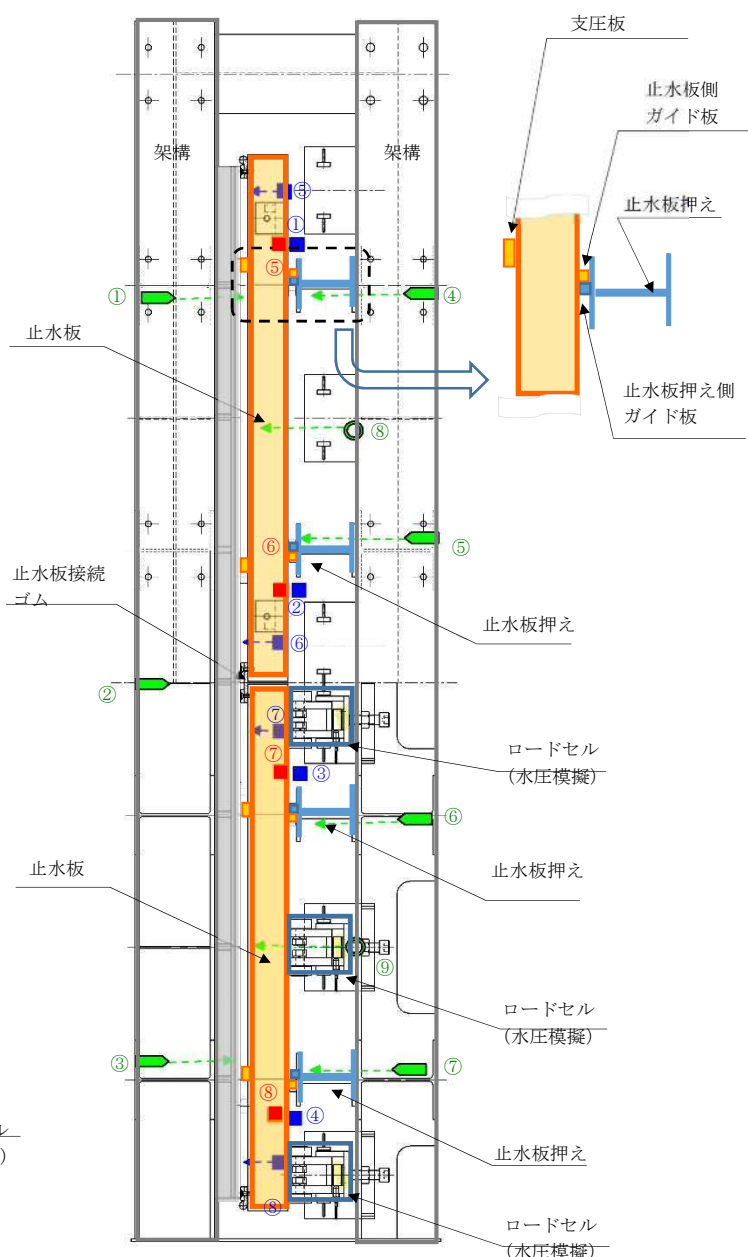 支圧板
止水板側
ガイド板
架構
架構
⑤
止水板押え
①
⑤
①
④
止水板
止水板押え側
ガイド板
⑧
⑥
⑤
止水板接続
ゴム
②
止水板押え
⑥
②
⑦
ロードセル
(水圧模擬)
⑦
③
⑥
止水板
止水板押え
⑨
ロードセル
(水圧模擬)
③
⑦
⑧
④
ル
)
止水板押え
⑧
ロードセル
(水圧模擬)